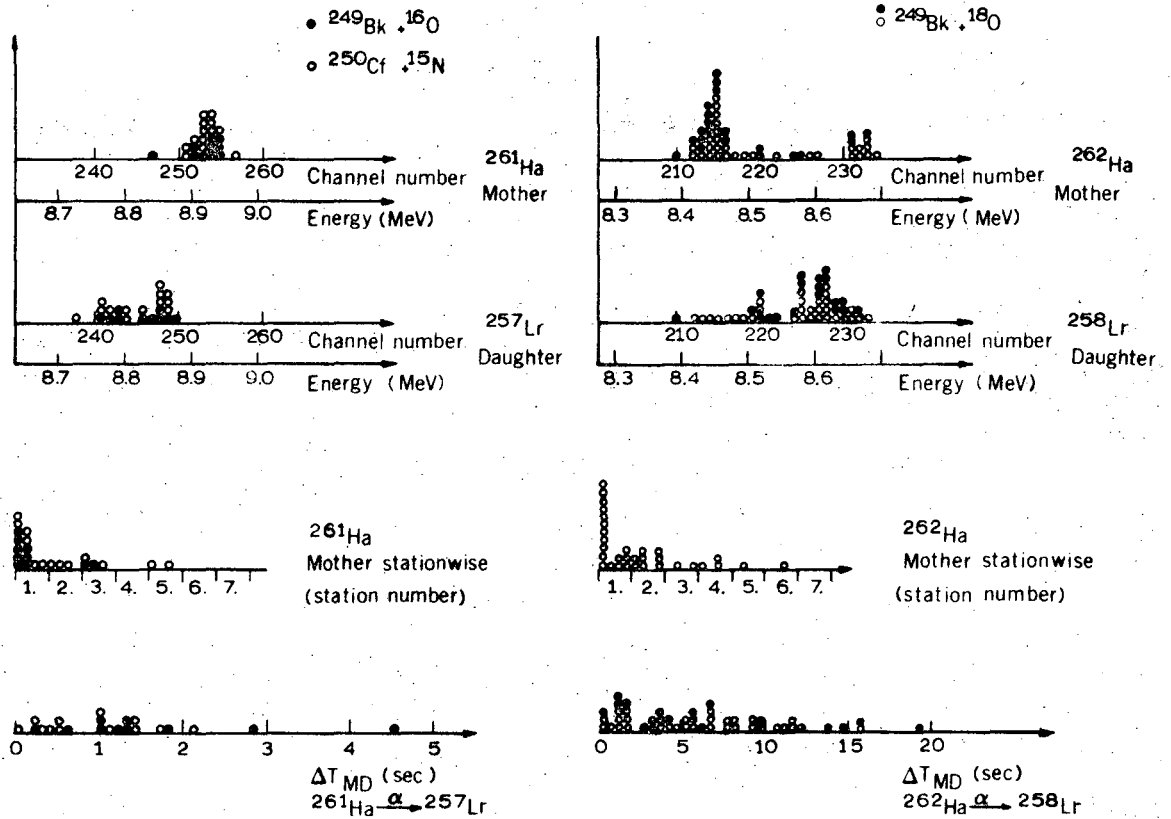 ● ²⁴⁹Bk + ¹⁶O
○ ²⁵⁰Cf + ¹⁵N
240 250 260 Channel number
²⁶¹Ha
Mother
8.7 8.8 8.9 9.0 Energy (MeV)
240 250 260 Channel number
²⁵⁷Lr
Daughter
8.7 8.8 8.9 9.0 Energy (MeV)
²⁶¹Ha
Mother stationwise
(station number)
1. 2. 3. 4. 5. 6. 7.
0 1 2 3 4 5
ΔT MD (sec)
²⁶¹Ha α→ ²⁵⁷Lr
●
○ ²⁴⁹Bk + ¹⁸O
210 220 230 Channel number
²⁶²Ha
Mother
8.3 8.4 8.5 8.6 Energy (MeV)
210 220 230 Channel number
²⁵⁸Lr
Daughter
8.3 8.4 8.5 8.6 Energy (MeV)
²⁶²Ha
Mother stationwise
(station number)
1. 2. 3. 4. 5. 6. 7.
0 5 10 15 20
ΔT MD (sec)
²⁶²Ha α→ ²⁵⁸Lr